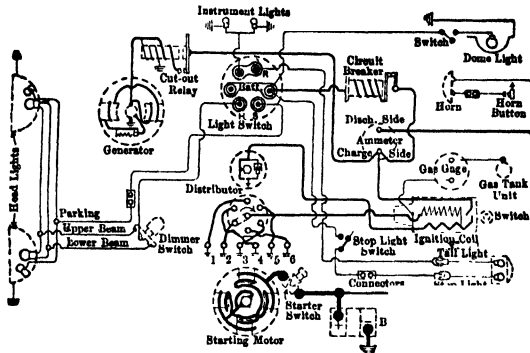 Instrument Lights
Switch
Dome Light
Cut-out
Relay
Circuit
Breaker
R
Batt.
H
Light Switch
Horn
Horn
Button
Generator
Disch. Side
Ammeter
Charge Side
Head Lights
Distributor
Gas Gage
Gas Tank
Unit
Parking
Upper Beam
Lower Beam
Dimmer
Switch
Stop Light
Switch
Ignition Coil
Switch
Tail Light
1 2 3 4 5 6
Connectors
Stop Light
Starter
Switch
B
Starting Motor